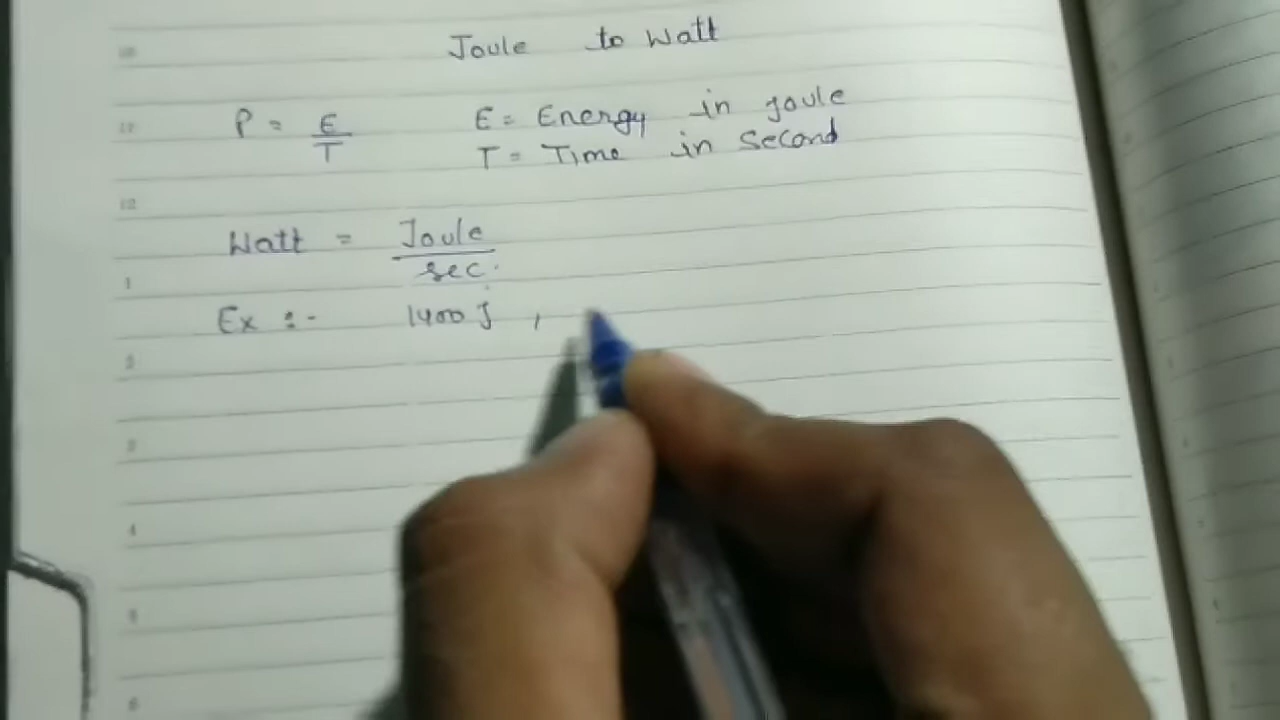 Joule to Watt
P = E/T E = Energy in joule
T = Time in second
Watt = Joule/sec.
Ex :- 1400 J ,